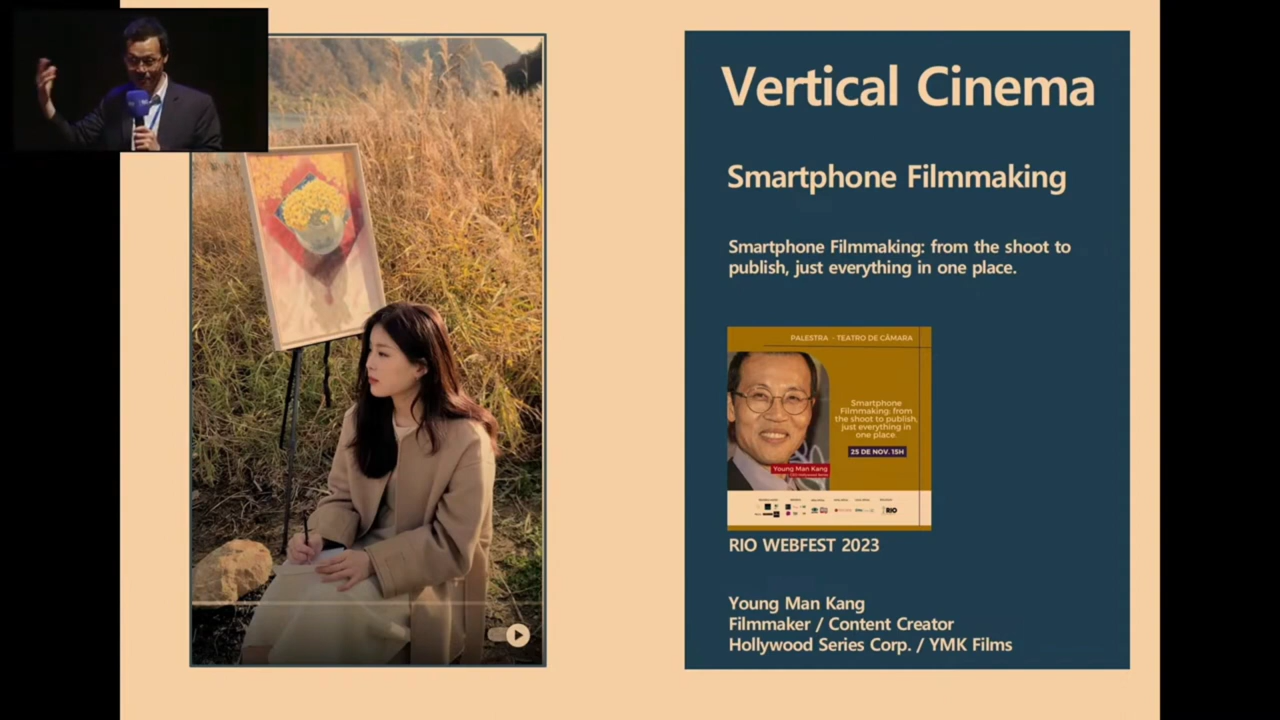 Vertical Cinema
Smartphone Filmmaking
Smartphone Filmmaking: from the shoot to
publish, just everything in one place.
PALESTRA - TEATRO DE CÂMARA
Smartphone
Filmmaking: from
the shoot to publish,
just everything in
one place
25 DE NOV. 15H
Young Man Kang
RIO
RIO WEBFEST 2023
Young Man Kang
Filmmaker / Content Creator
Hollywood Series Corp. / YMK Films